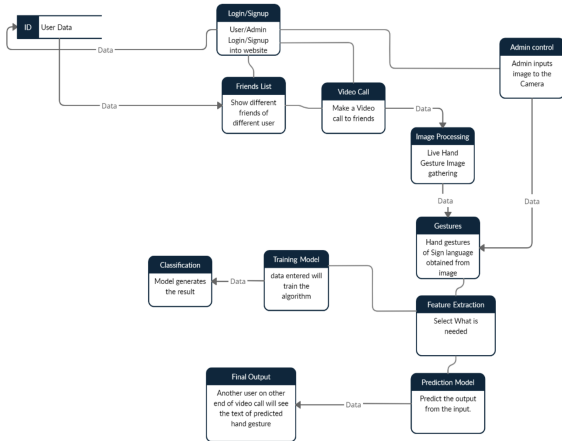 Login/Signup
User/Admin
Login/Signup
into website
ID User Data
Data
Admin control
Admin inputs
image to the
Camera
Friends List
Show different
friends of
different user
Video Call
Make a Video
call to friends
Data
Data
Image Processing
Live Hand
Gesture Image
gathering
Data
Data
Gestures
Hand gestures
of Sign language
obtained from
image
Classification
Model generates
the result
Data
Training Model
data entered will
train the
algorithm
Feature Extraction
Select What is
needed
Final Output
Another user on other
end of video call will see
the text of predicted
hand gesture
Data
Prediction Model
Predict the output
from the input.